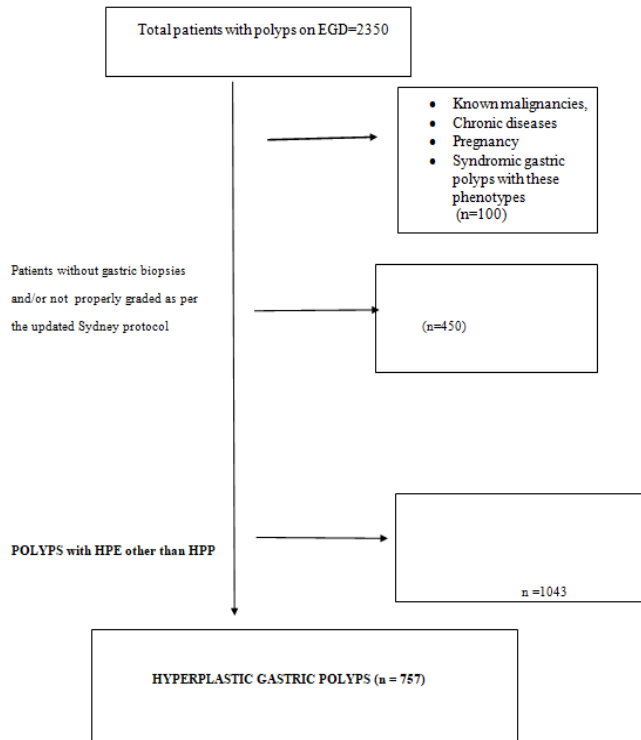 Total patients with polyps on EGD=2350
• Known malignancies,
• Chronic diseases
• Pregnancy
• Syndromic gastric
polyps with these
phenotypes
(n=100)
Patients without gastric biopsies
and/or not properly graded as per
the updated Sydney protocol
(n=450)
POLYPS with HPE other than HPP
n =1043
HYPERPLASTIC GASTRIC POLYPS (n = 757)